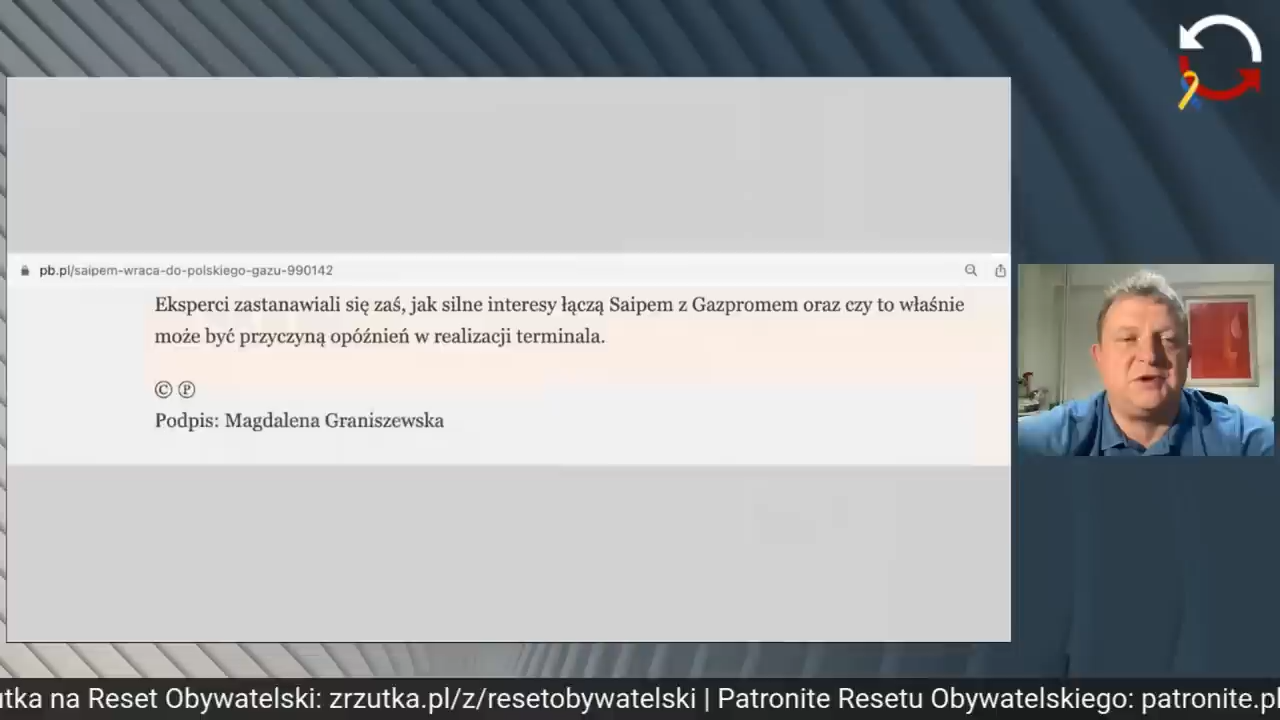 pb.pl/saipem-wraca-do-polskiego-gazu-990142
Eksperci zastanawiali się zaś, jak silne interesy łączą Saipem z Gazpromem oraz czy to właśnie
może być przyczyną opóźnień w realizacji terminala.
© ℗
Podpis: Magdalena Graniszewska
utka na Reset Obywatelski: zrzutka.pl/z/resetobywatelski | Patronite Resetu Obywatelskiego: patronite.pl